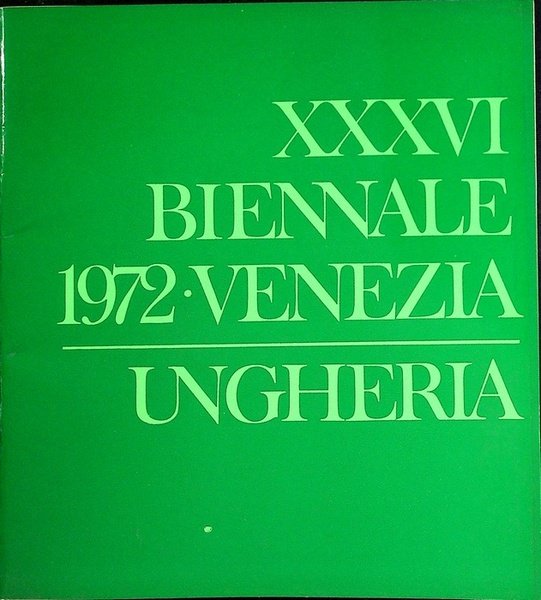 XXXVI
BIENNALE
1972·VENEZIA
UNGHERIA